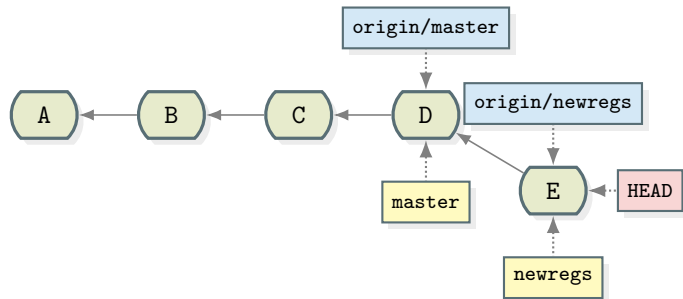 origin/master
A
B
C
D
origin/newregs
master
E
HEAD
newregs